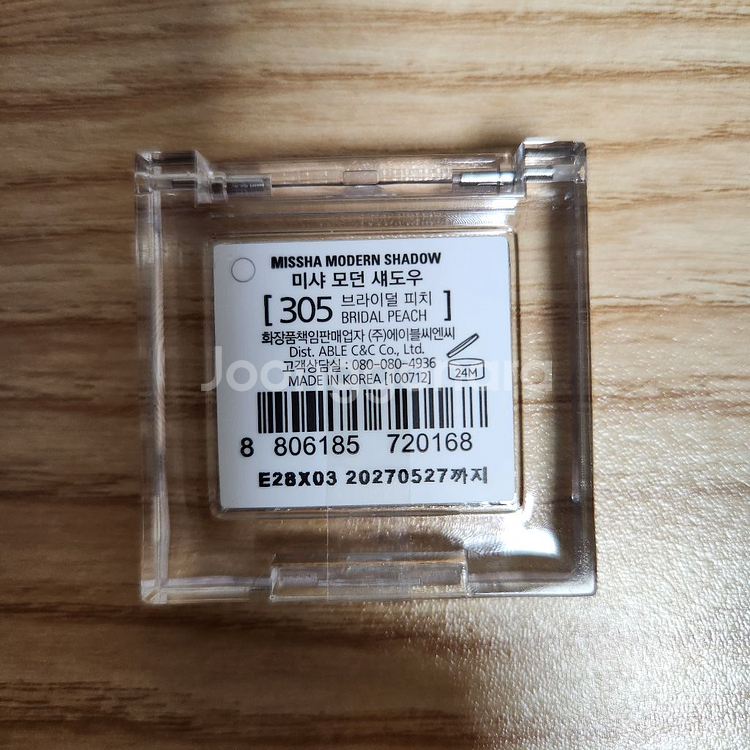 MISSHA MODERN SHADOW
미샤 모던 섀도우
[ 305 브라이덜 피치 ]
BRIDAL PEACH
화장품책임판매업자 (주)에이블씨엔씨
Dist. ABLE C&C Co., Ltd.
고객상담실 : 080-080-4936
MADE IN KOREA [100712]
24M
Joonggonara
8 806185 720168
E28X03 20270527까지